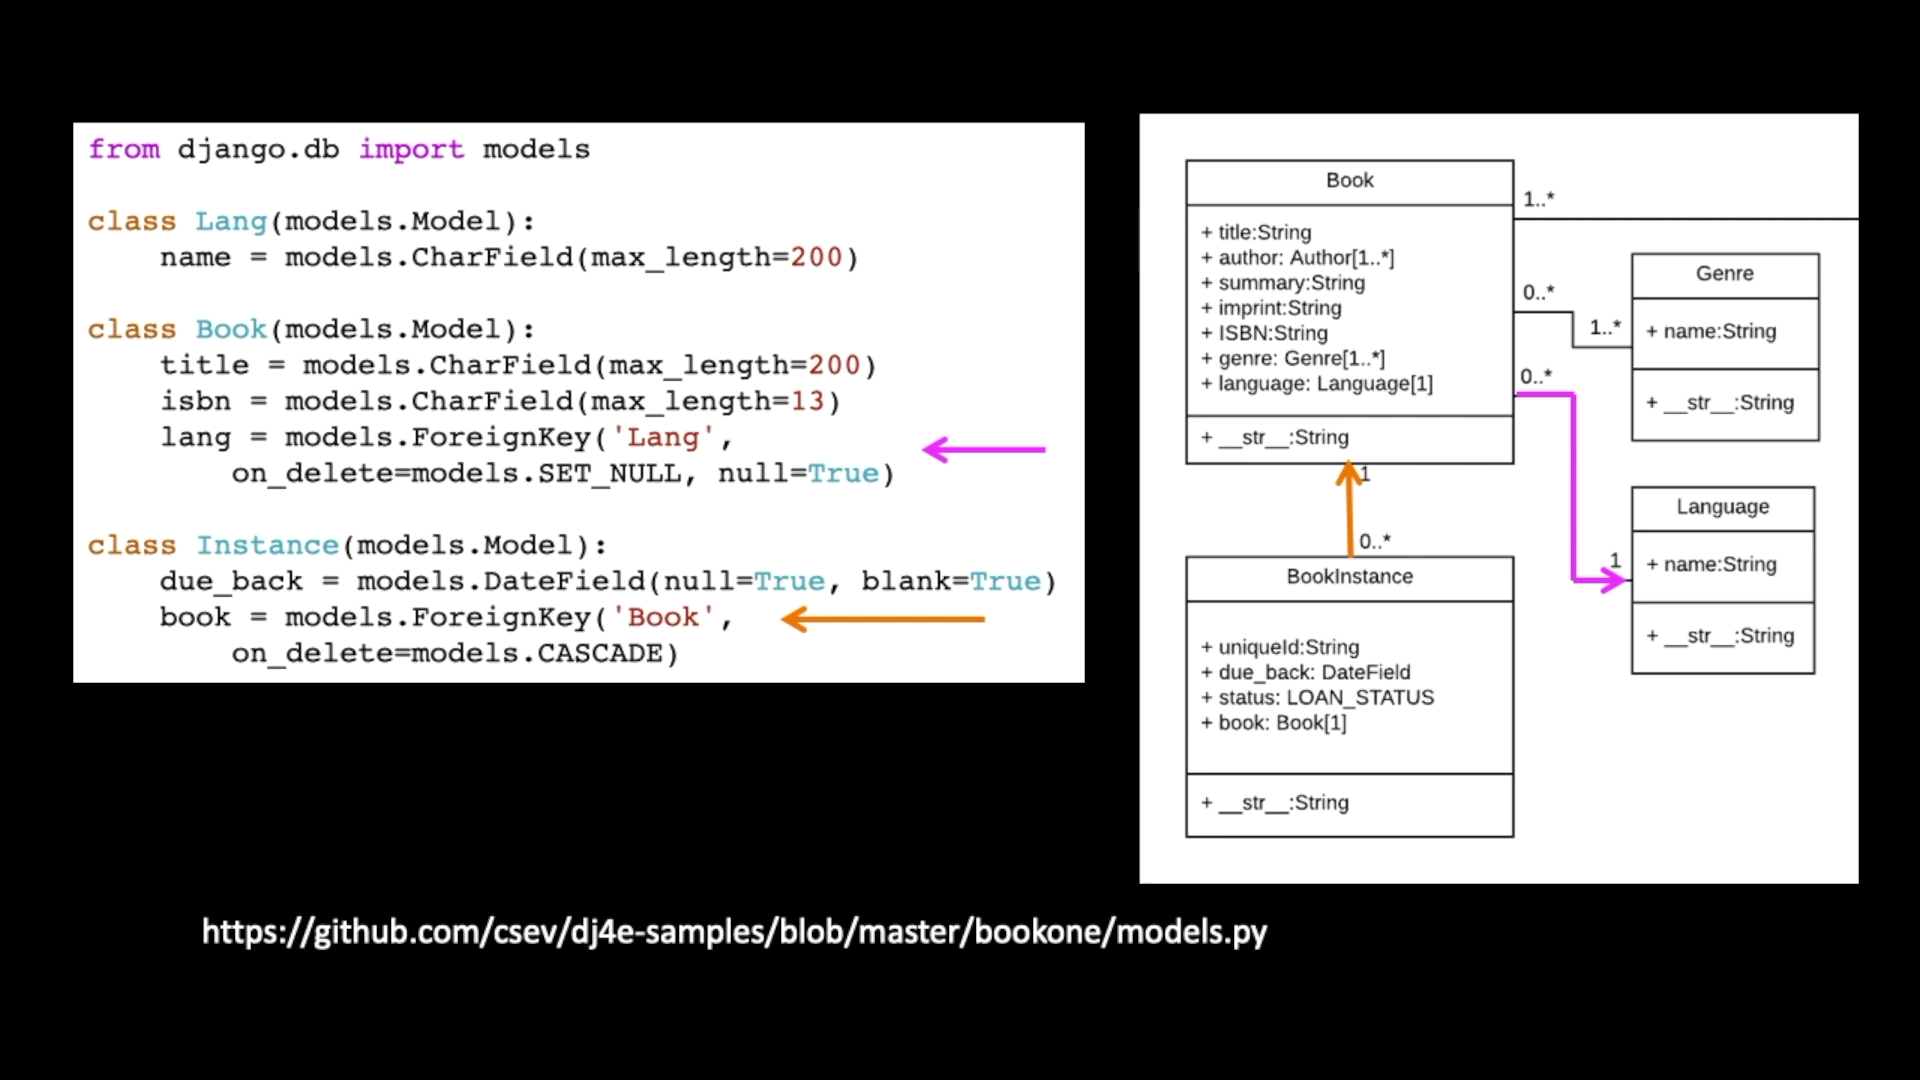 from django.db import models
class Lang(models.Model):
    name = models.CharField(max_length=200)
class Book(models.Model):
    title = models.CharField(max_length=200)
    isbn = models.CharField(max_length=13)
    lang = models.ForeignKey('Lang',
        on_delete=models.SET_NULL, null=True)
class Instance(models.Model):
    due_back = models.DateField(null=True, blank=True)
    book = models.ForeignKey('Book',
        on_delete=models.CASCADE)
Book
+ title:String
+ author: Author[1..*]
+ summary:String
+ imprint:String
+ ISBN:String
+ genre: Genre[1..*]
+ language: Language[1]
+ __str__:String
1..*
0..*
1..*
0..*
Genre
+ name:String
+ __str__:String
1
0..*
1
Language
+ name:String
+ __str__:String
BookInstance
+ uniqueId:String
+ due_back: DateField
+ status: LOAN_STATUS
+ book: Book[1]
+ __str__:String
https://github.com/csev/dj4e-samples/blob/master/bookone/models.py